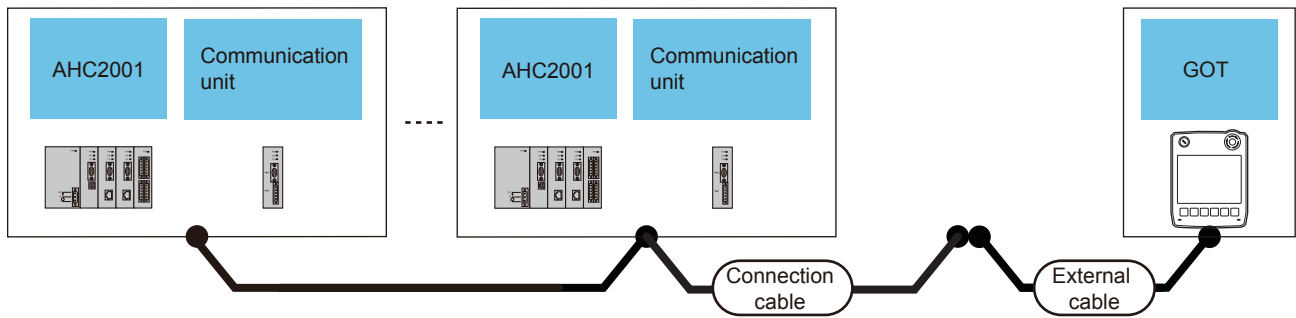 AHC2001
Communication
unit
AHC2001
Communication
unit
GOT
Connection
cable
External
cable